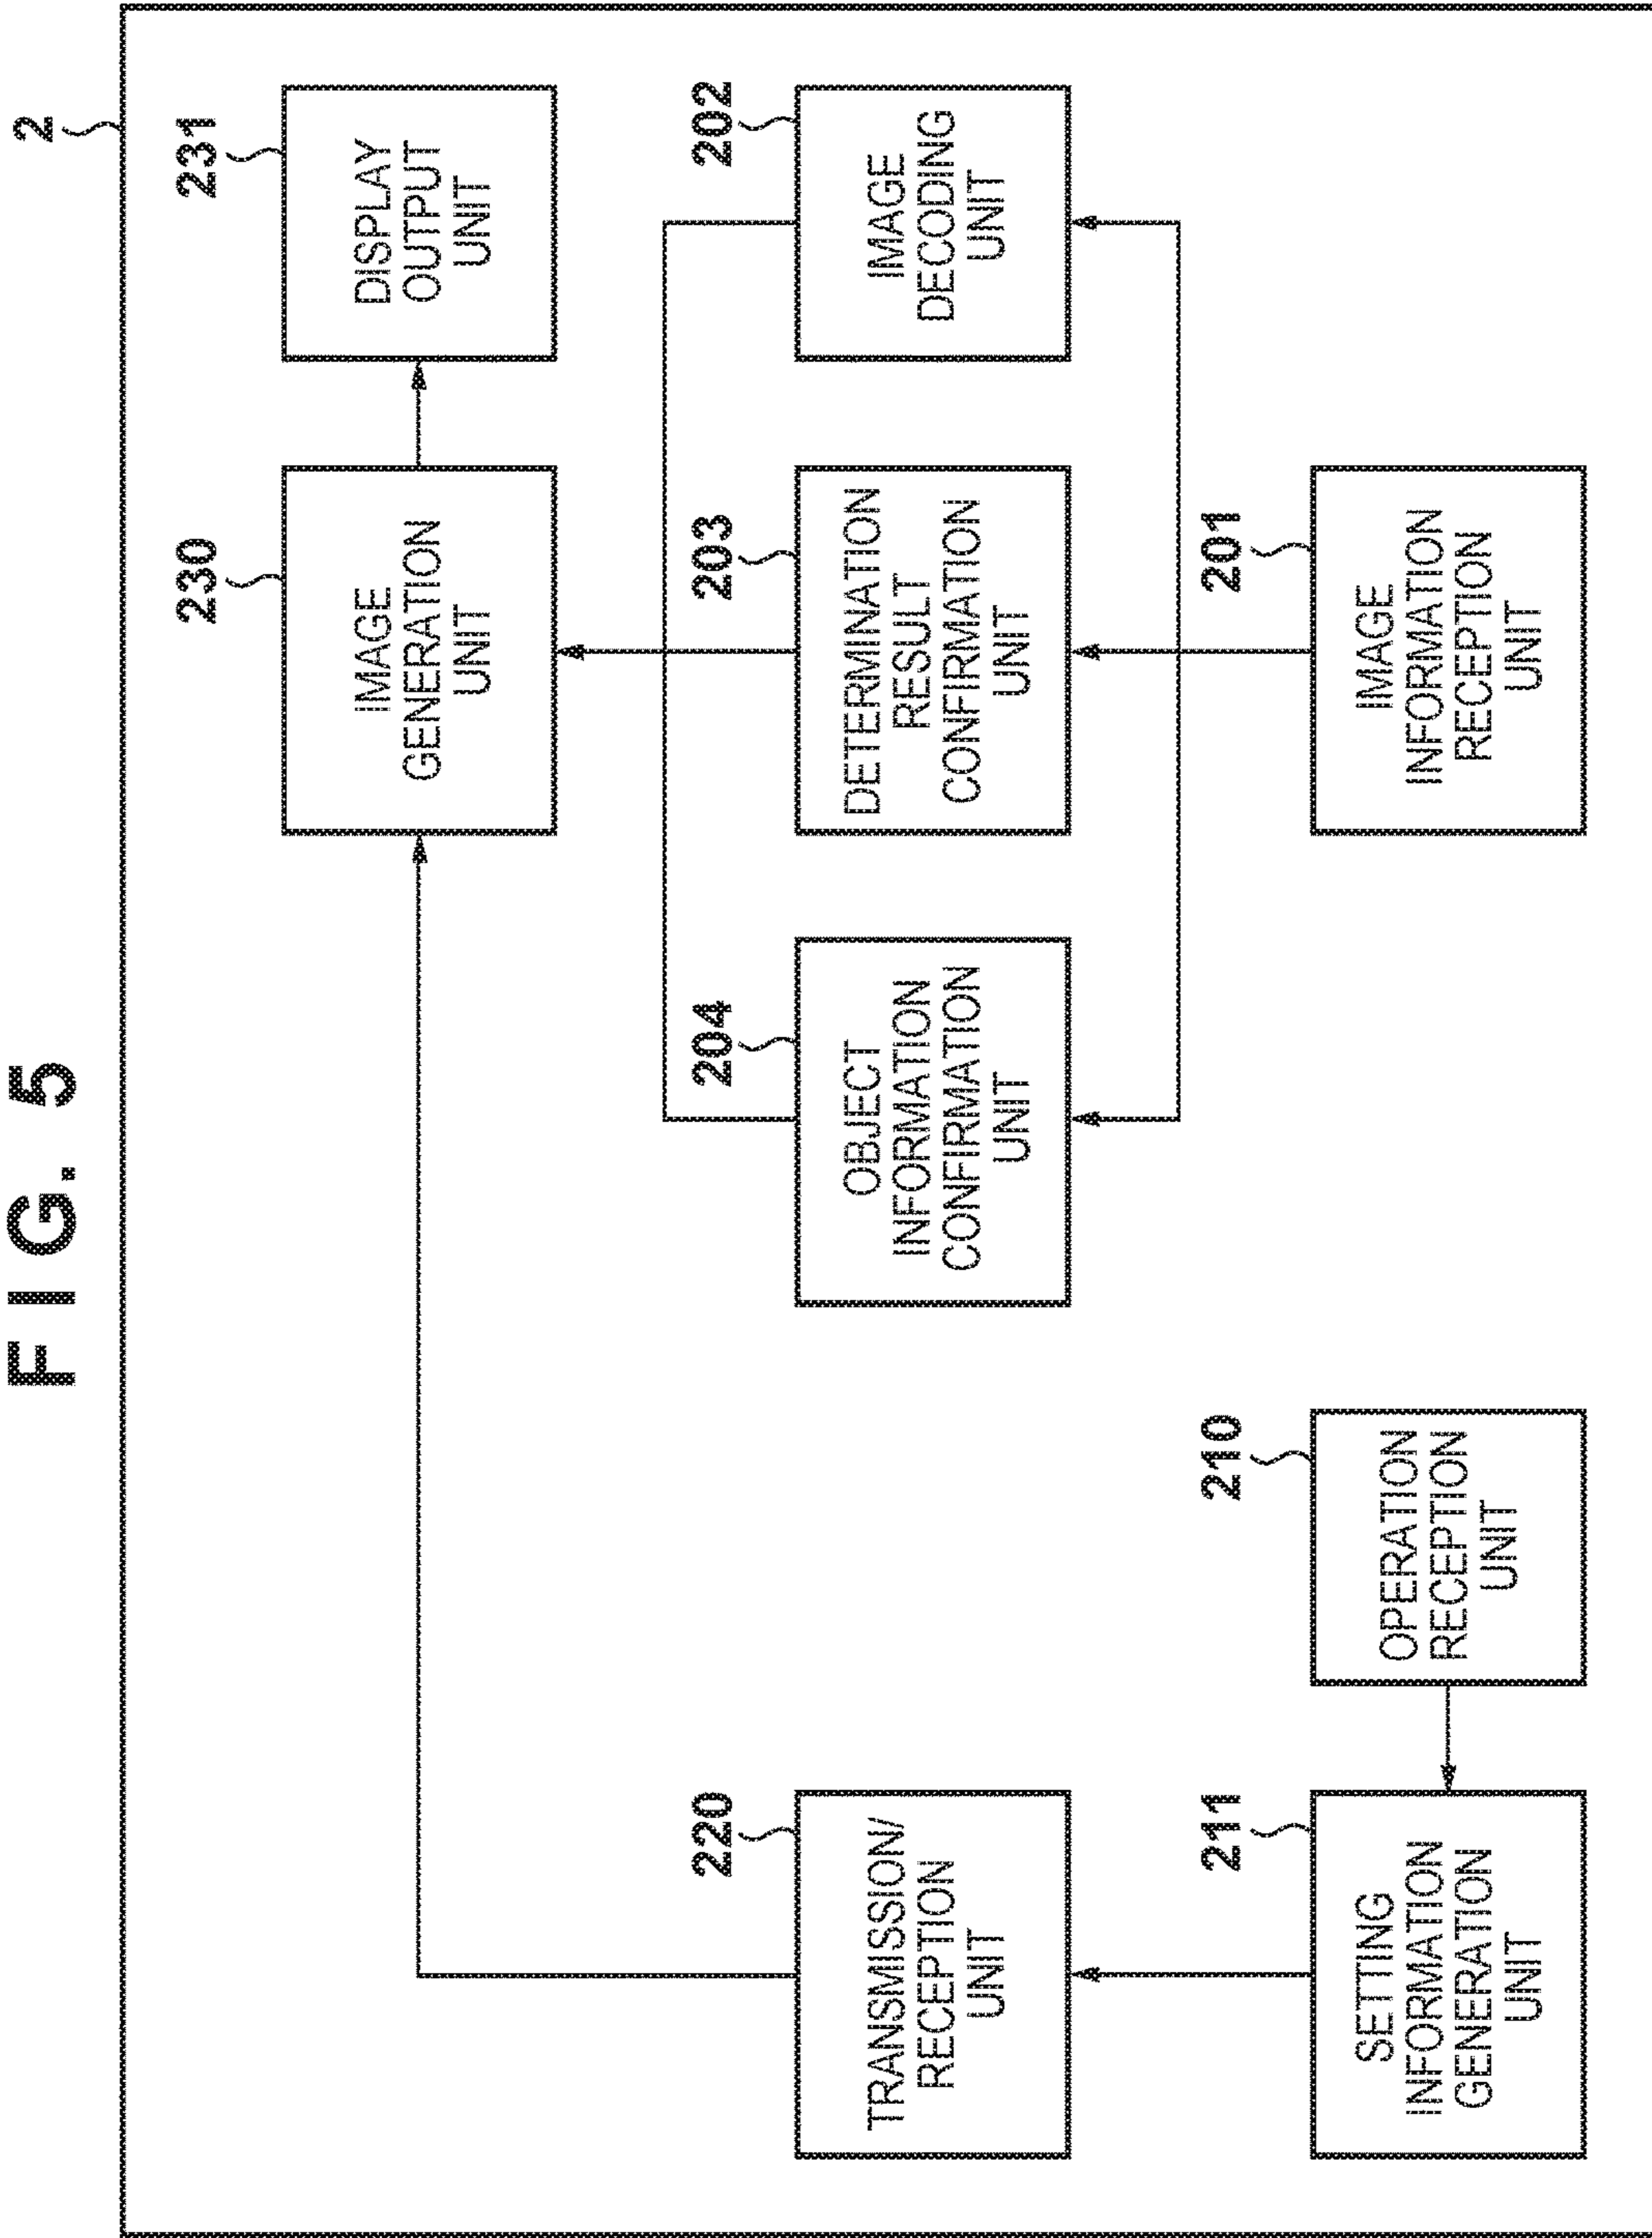 FIG. 5
2
220
TRANSMISSION/
RECEPTION
UNIT
211
SETTING
INFORMATION
GENERATION
UNIT
210
OPERATION
RECEPTION
UNIT
204
OBJECT
INFORMATION
CONFIRMATION
UNIT
230
IMAGE
GENERATION
UNIT
203
DETERMINATION
RESULT
CONFIRMATION
UNIT
201
IMAGE
INFORMATION
RECEPTION
UNIT
231
DISPLAY
OUTPUT
UNIT
202
IMAGE
DECODING
UNIT